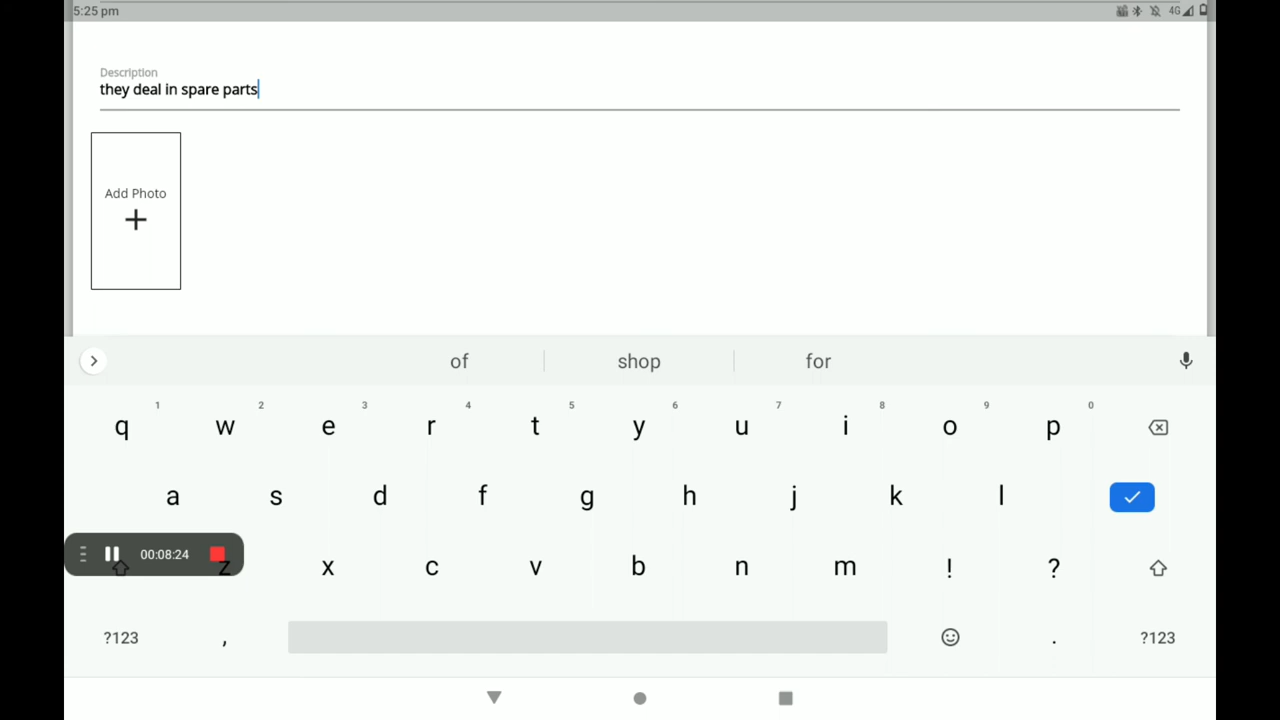 5:25 pm
4G
Description
they deal in spare parts
Add Photo
of shop for
1 2 3 4 5 6 7 8 9 0
q w e r t y u i o p
a s d f g h j k l
00:08:24
z x c v b n m ! ?
?123 , . ?123